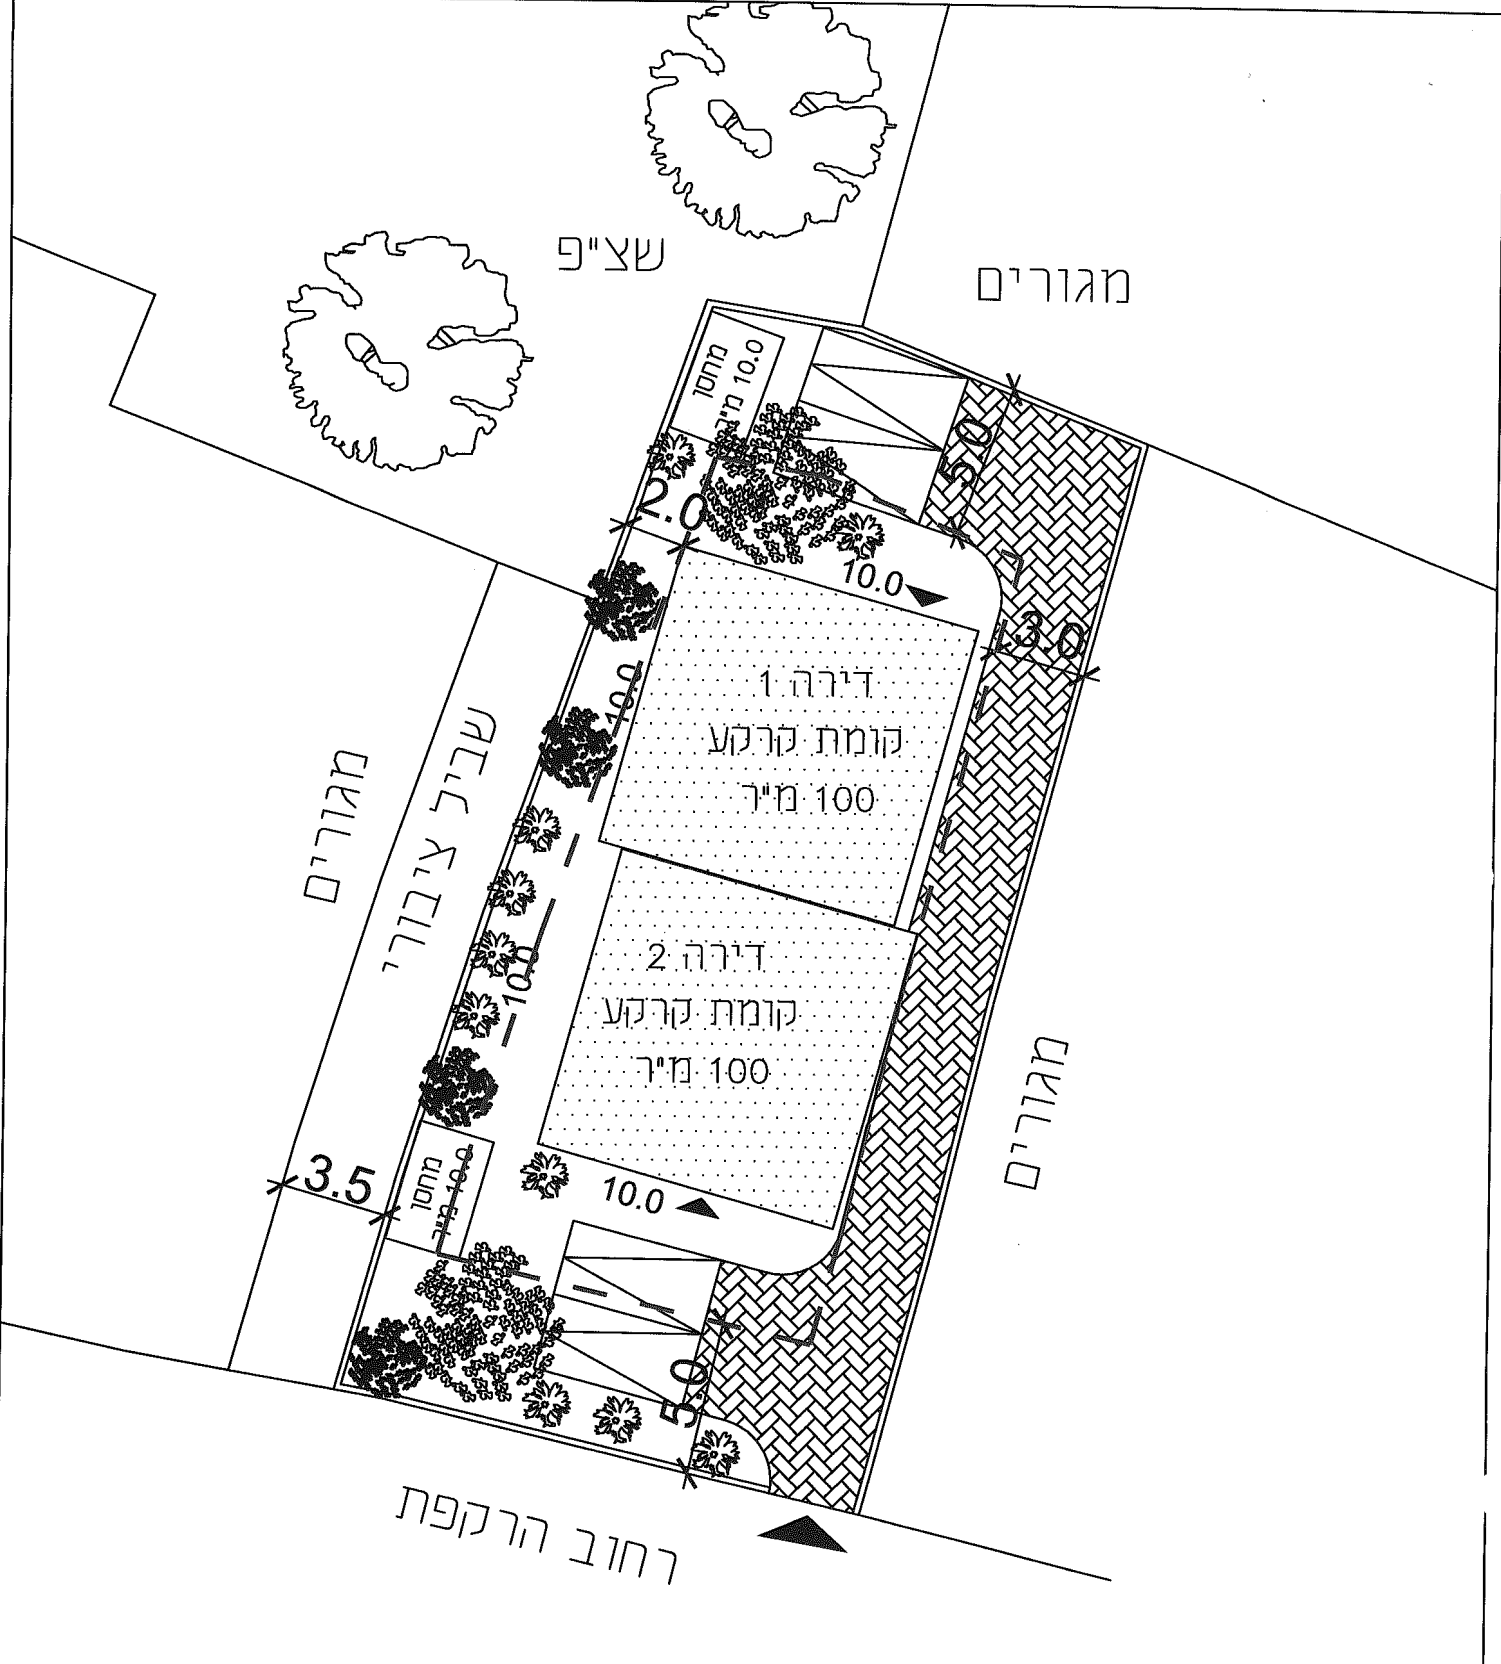 שצ"פ
מגורים
מחסן
10.0 מ"ר
5.0
2.0
10.0
3.0
דירה 1
קומת קרקע
100 מ"ר
10.0
מגורים
שביל ציבורי
דירה 2
קומת קרקע
100 מ"ר
10.0
מגורים
3.5
מחסן
10.0 מ"ר
10.0
5.0
רחוב הרקפת